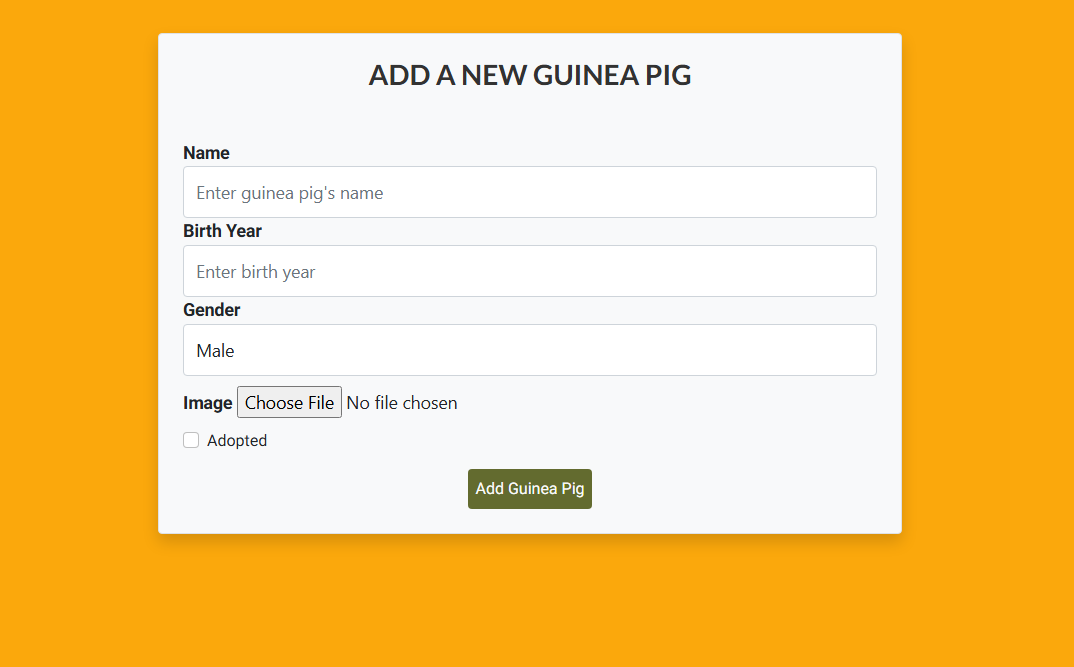 ADD A NEW GUINEA PIG
Name
Enter guinea pig's name
Birth Year
Enter birth year
Gender
Male
Image Choose File No file chosen
Adopted
Add Guinea Pig